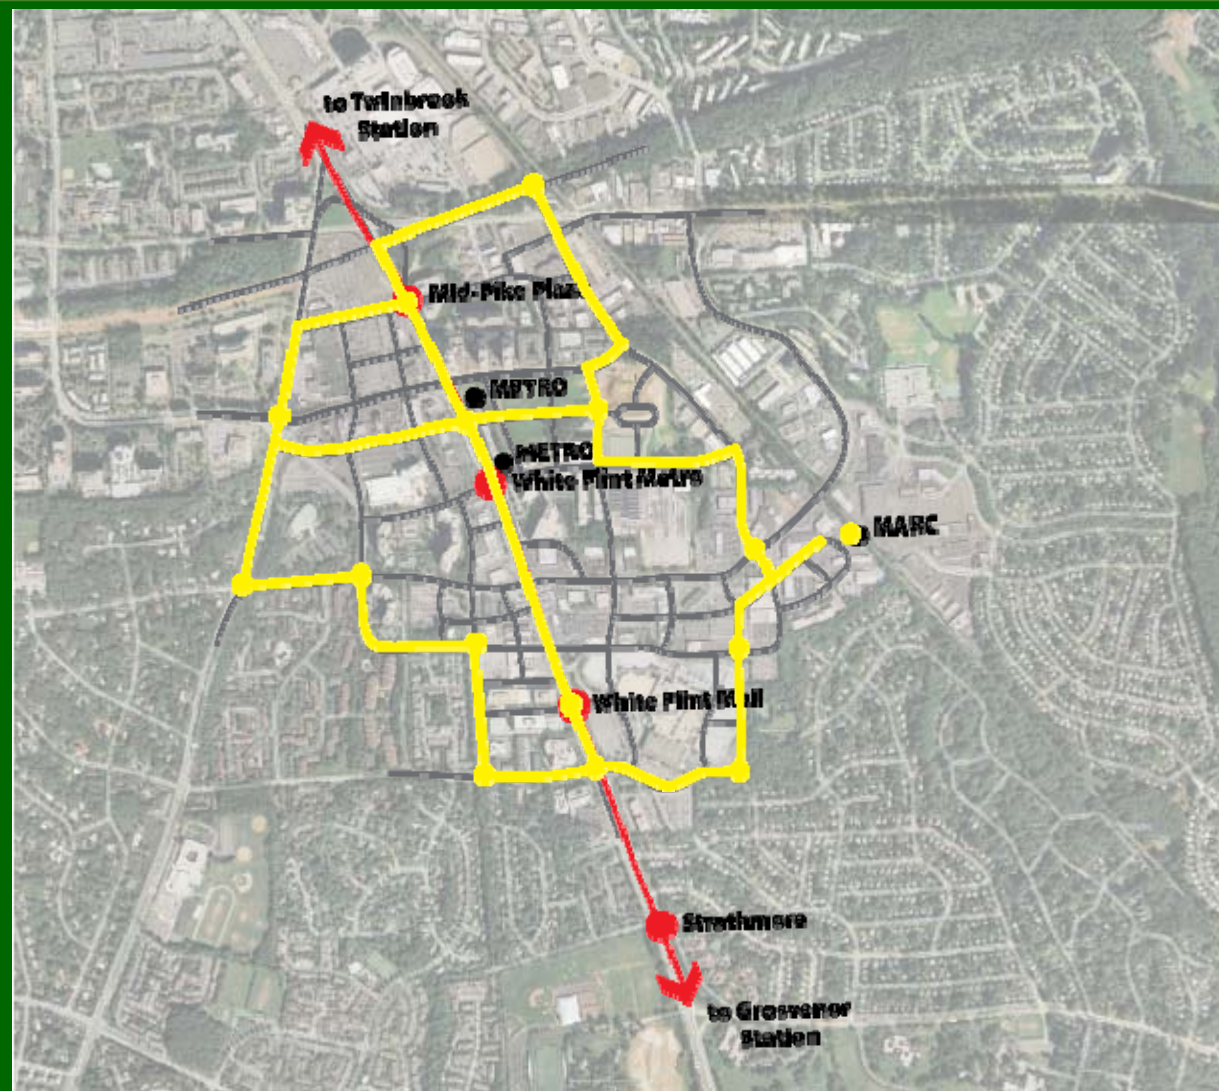 to Twinbrook
Station
Mid-Pike Plaza
METRO
METRO
White Flint Metro
MARC
White Flint Mall
Strathmore
to Grosvenor
Station